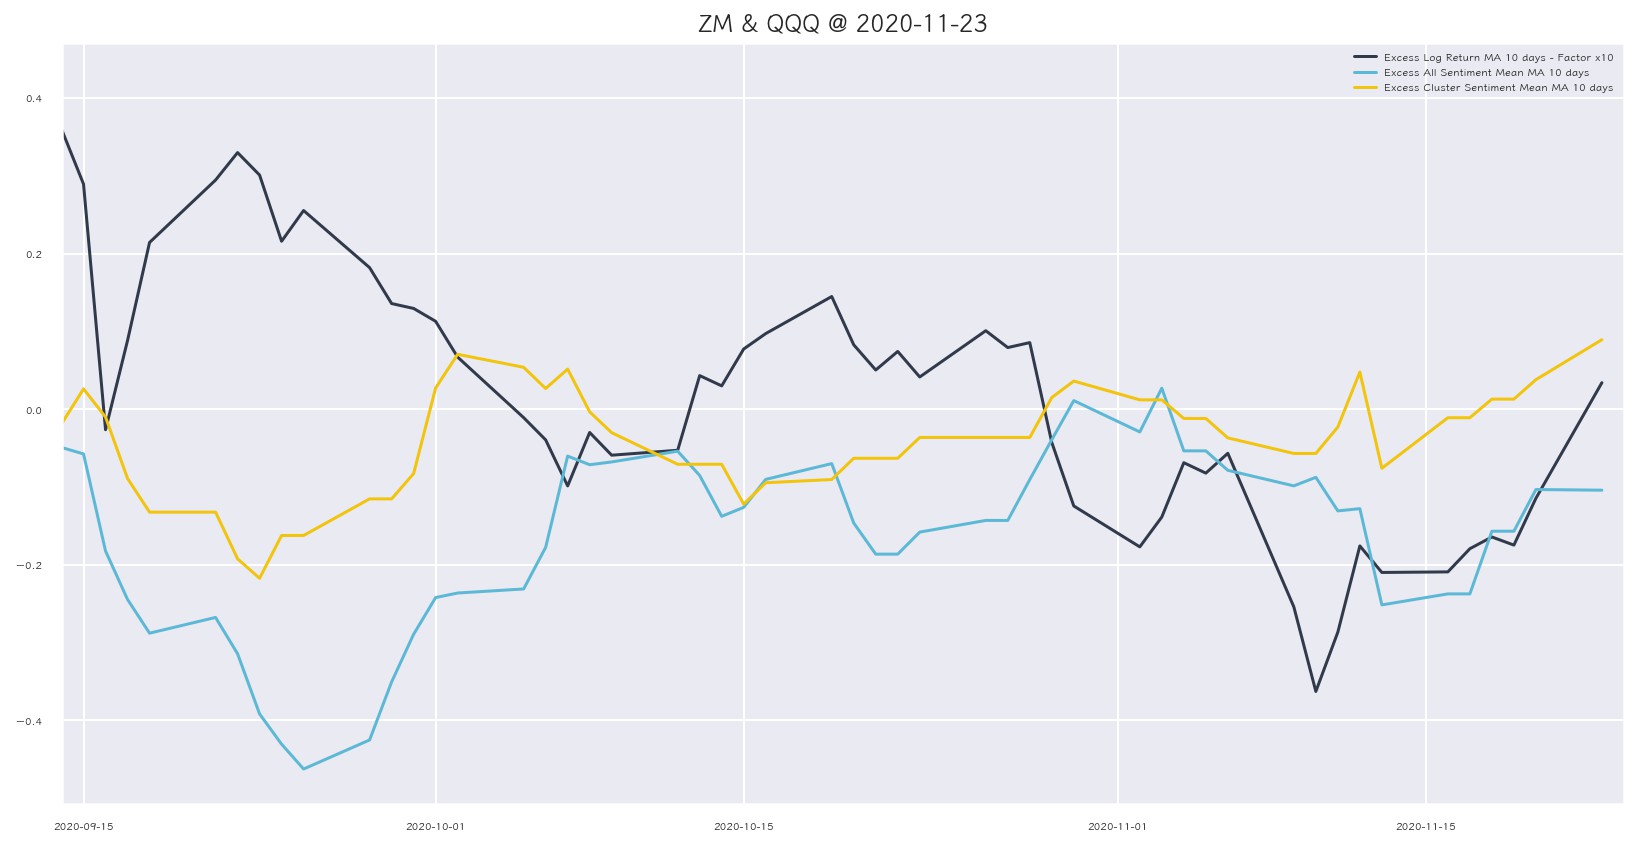 ZM & QQQ @ 2020-11-23
Excess Log Return MA 10 days - Factor x10
Excess All Sentiment Mean MA 10 days
Excess Cluster Sentiment Mean MA 10 days
0.4
0.2
0.0
−0.2
−0.4
2020-09-15 2020-10-01 2020-10-15 2020-11-01 2020-11-15